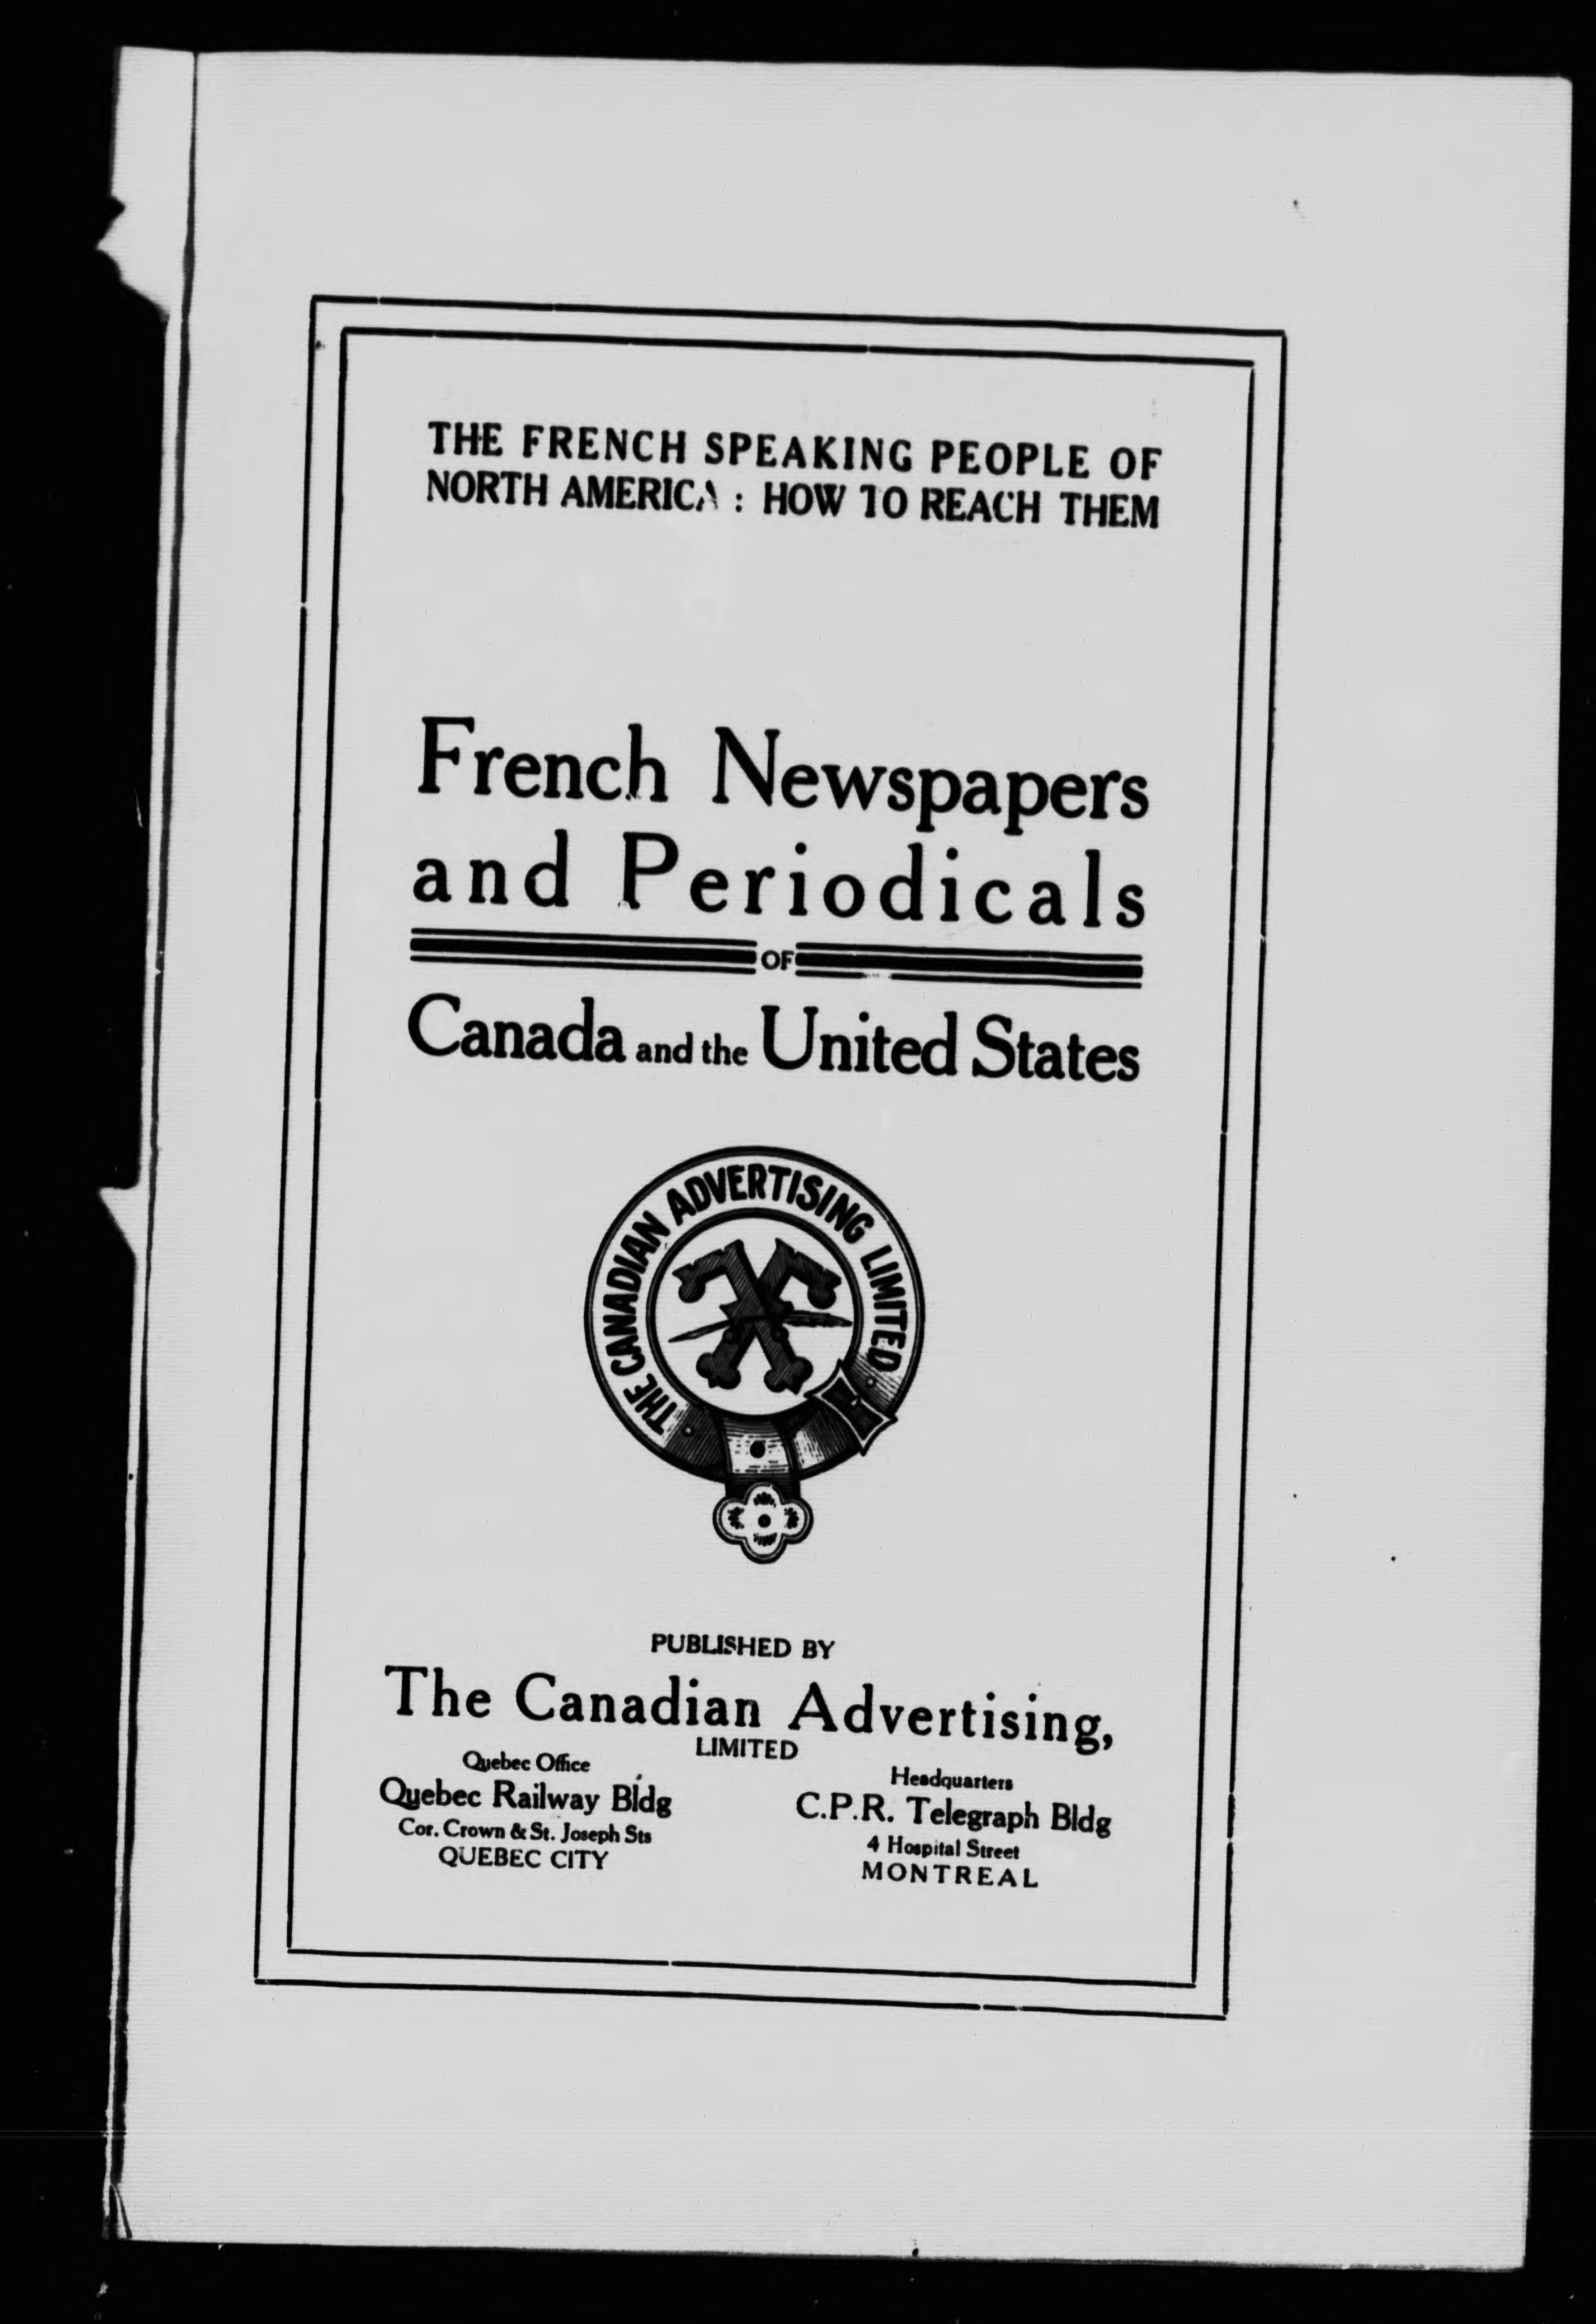 THE FRENCH SPEAKING PEOPLE OF
NORTH AMERICA : HOW TO REACH THEM
French Newspapers
and Periodicals
OF
Canada and the United States
THE CANADIAN ADVERTISING LIMITED
PUBLISHED BY
The Canadian Advertising,
LIMITED
Quebec Office
Quebec Railway Bldg
Cor. Crown & St. Joseph Sts
QUEBEC CITY
Headquarters
C.P.R. Telegraph Bldg
4 Hospital Street
MONTREAL